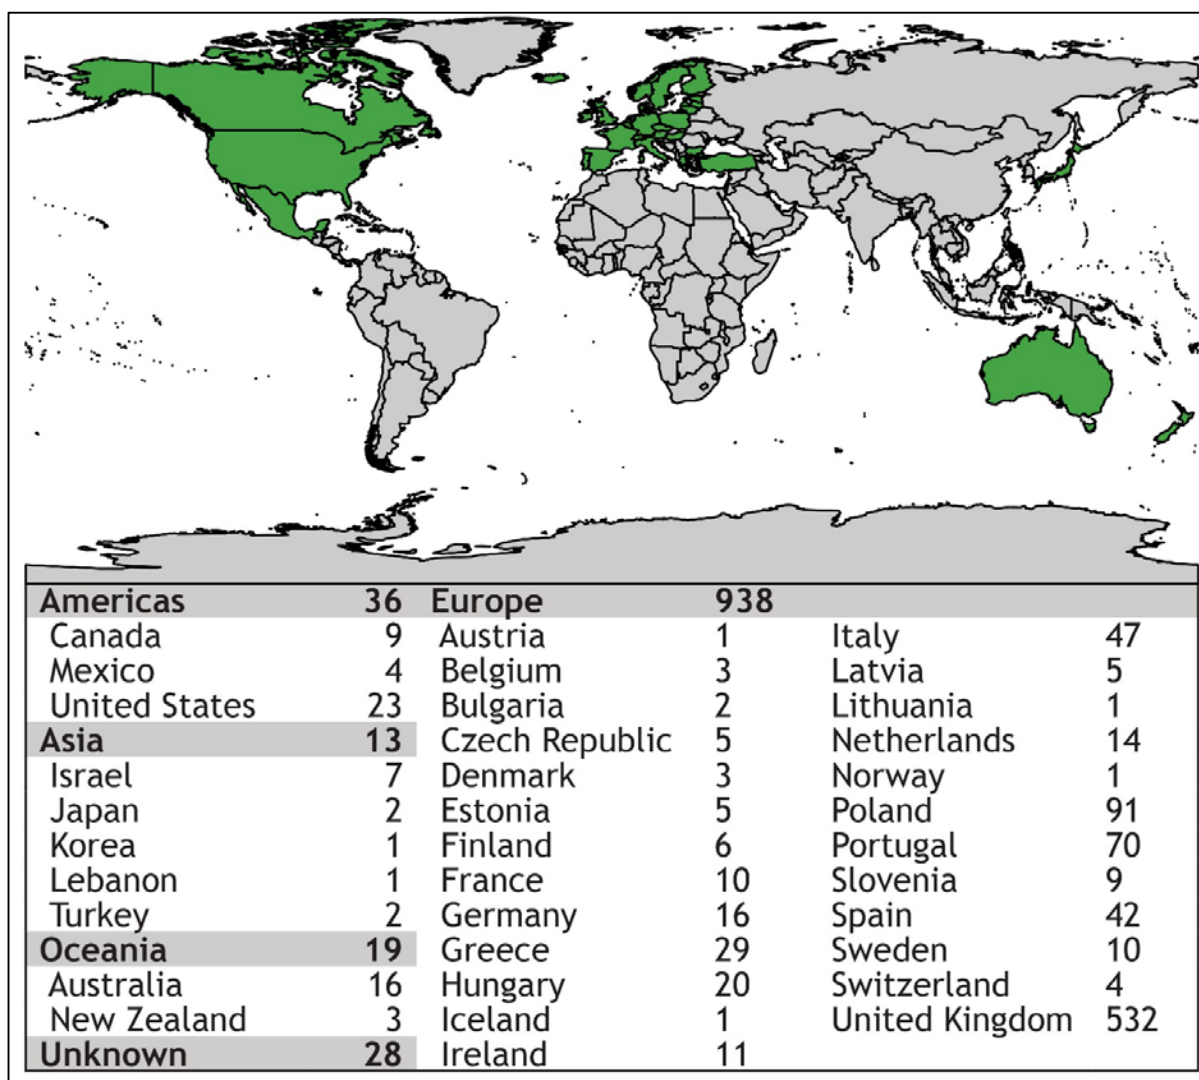 Americas 36 Europe 938
Canada 9 Austria 1 Italy 47
Mexico 4 Belgium 3 Latvia 5
United States 23 Bulgaria 2 Lithuania 1
Asia 13 Czech Republic 5 Netherlands 14
Israel 7 Denmark 3 Norway 1
Japan 2 Estonia 5 Poland 91
Korea 1 Finland 6 Portugal 70
Lebanon 1 France 10 Slovenia 9
Turkey 2 Germany 16 Spain 42
Oceania 19 Greece 29 Sweden 10
Australia 16 Hungary 20 Switzerland 4
New Zealand 3 Iceland 1 United Kingdom 532
Unknown 28 Ireland 11